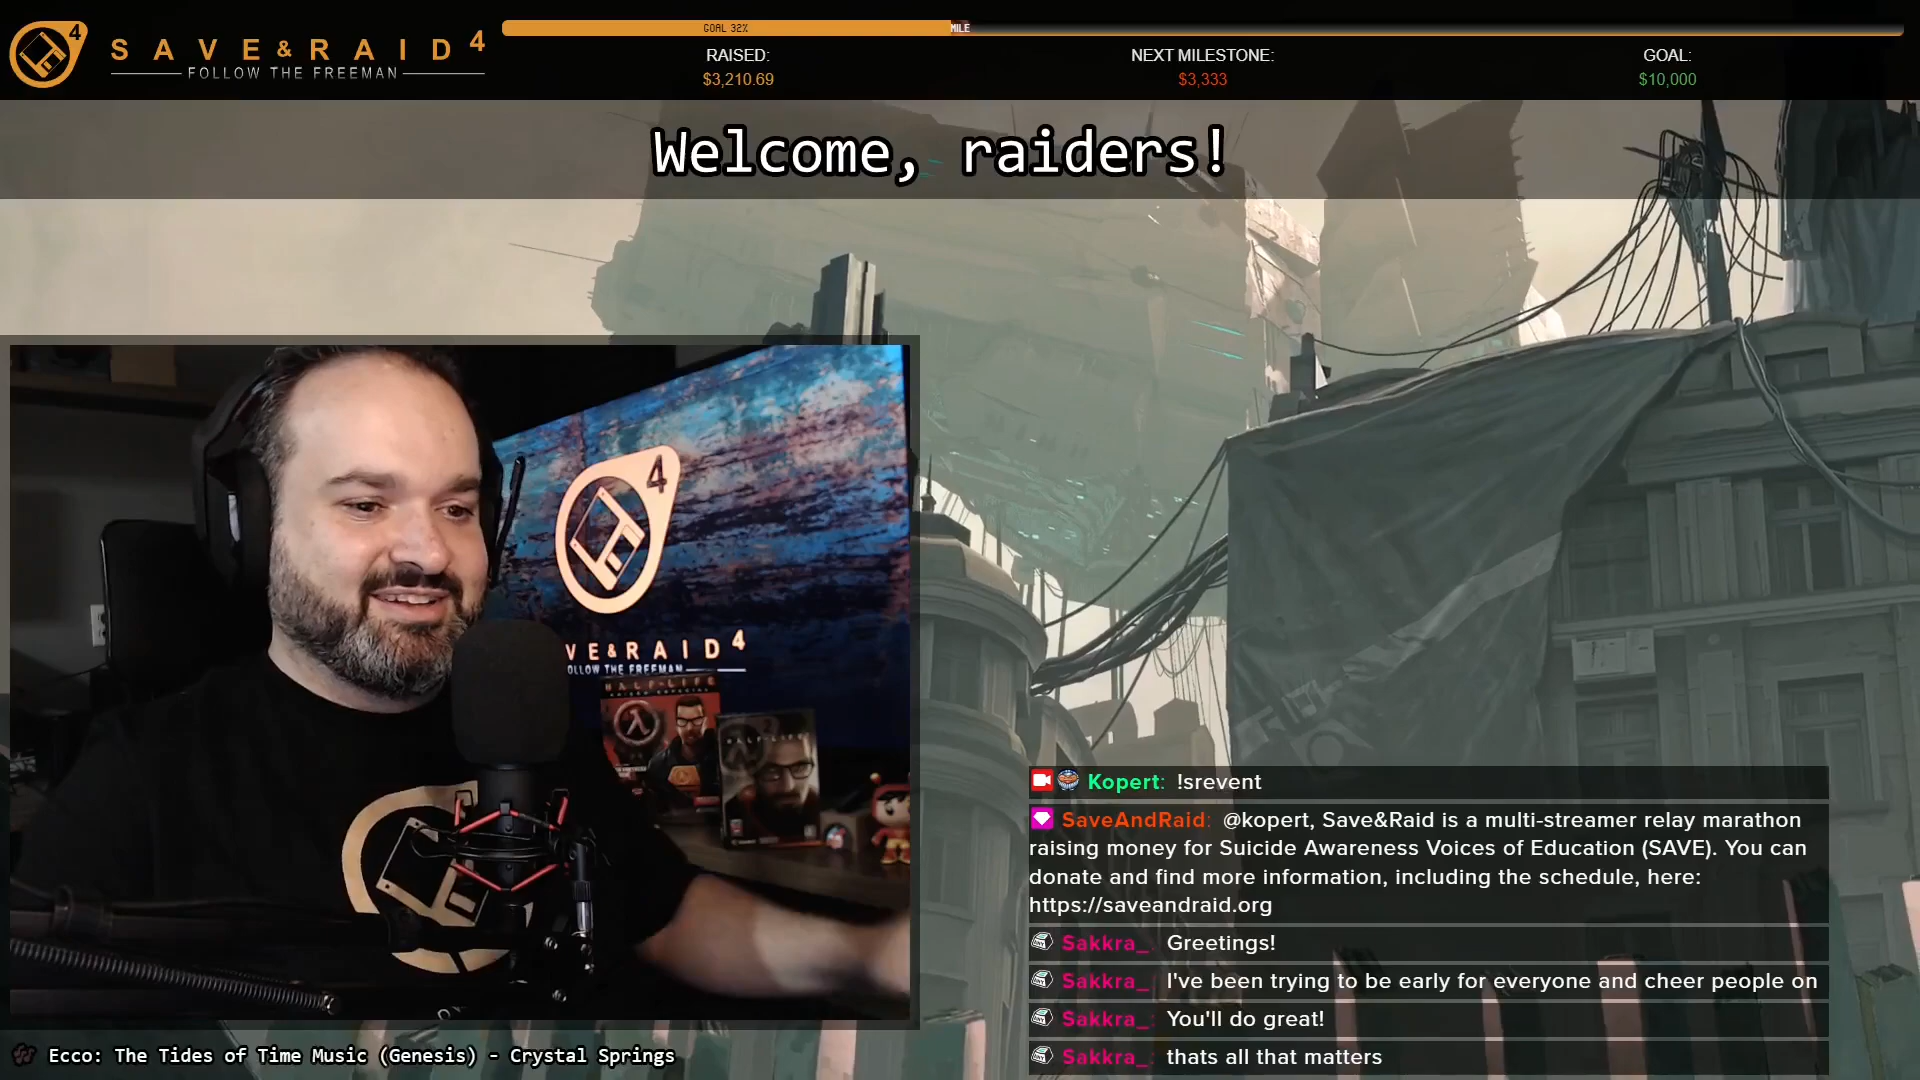 4
SAVE&RAID 4
FOLLOW THE FREEMAN
GOAL 32%
MILE
RAISED:
$3,210.69
NEXT MILESTONE:
$3,333
GOAL:
$10,000
Welcome, raiders!
4
VE&RAID 4
OLLOW THE FREEMAN
HALF-LIFE
HALF-LIFE
Kopert: !srevent
SaveAndRaid: @kopert, Save&Raid is a multi-streamer relay marathon
raising money for Suicide Awareness Voices of Education (SAVE). You can
donate and find more information, including the schedule, here:
https://saveandraid.org
Sakkra_: Greetings!
Sakkra_: I've been trying to be early for everyone and cheer people on
Sakkra_: You'll do great!
Sakkra_: thats all that matters
Ecco: The Tides of Time Music (Genesis) - Crystal Springs